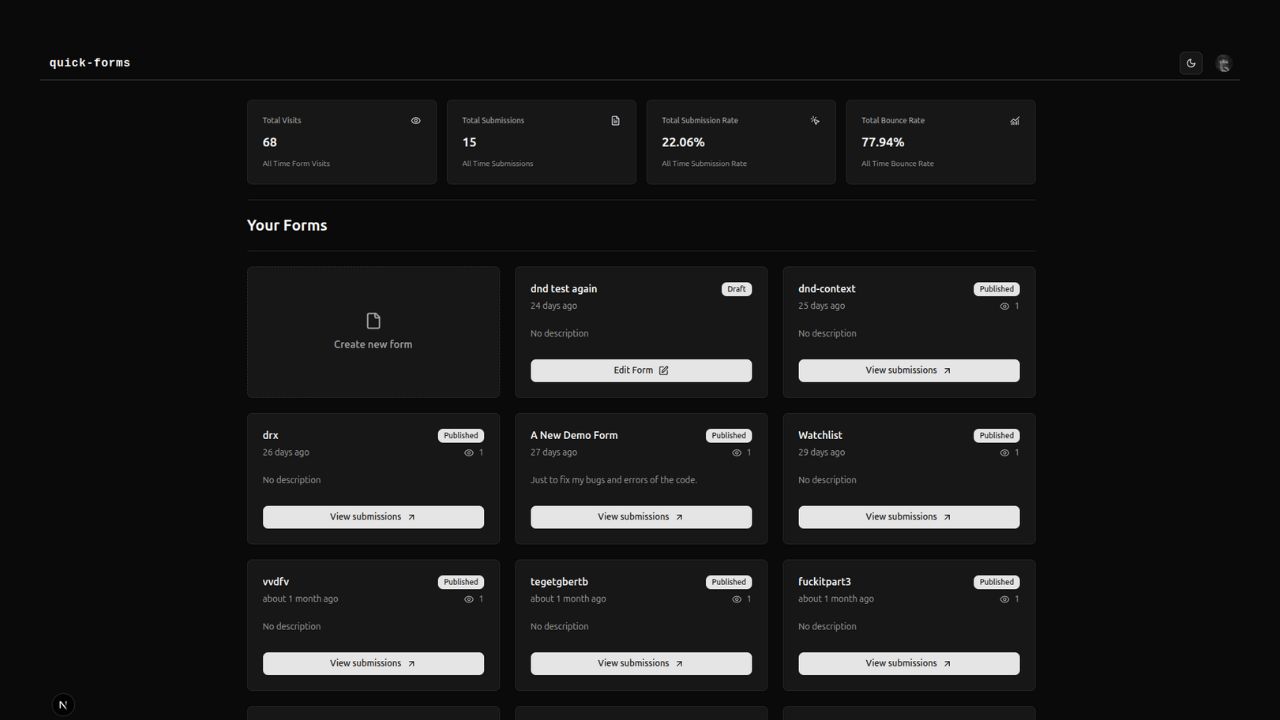 quick-forms
Total Visits
68
All Time Form Visits
Total Submissions
15
All Time Submissions
Total Submission Rate
22.06%
All Time Submission Rate
Total Bounce Rate
77.94%
All Time Bounce Rate
Your Forms
Create new form
dnd test again
Draft
24 days ago
No description
Edit Form
dnd-context
Published
25 days ago
1
No description
View submissions
drx
Published
26 days ago
1
No description
View submissions
A New Demo Form
Published
27 days ago
1
Just to fix my bugs and errors of the code.
View submissions
Watchlist
Published
29 days ago
1
No description
View submissions
vvdfv
Published
about 1 month ago
1
No description
View submissions
tegetgbertb
Published
about 1 month ago
1
No description
View submissions
fuckitpart3
Published
about 1 month ago
1
No description
View submissions
N